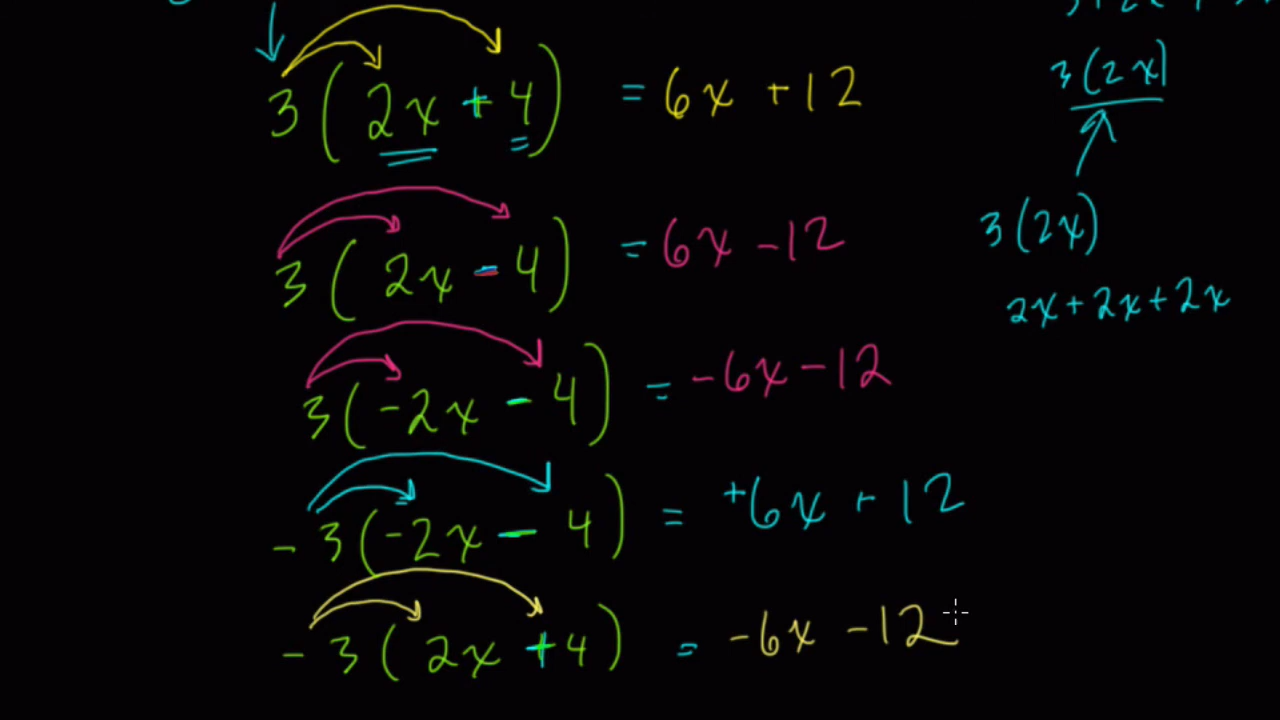 3(2x + 4) = 6x + 12
3(2x)
3(2x - 4) = 6x - 12
3(2x)
2x + 2x + 2x
3(-2x - 4) = -6x - 12
-3(-2x - 4) = +6x + 12
-3(2x + 4) = -6x - 12